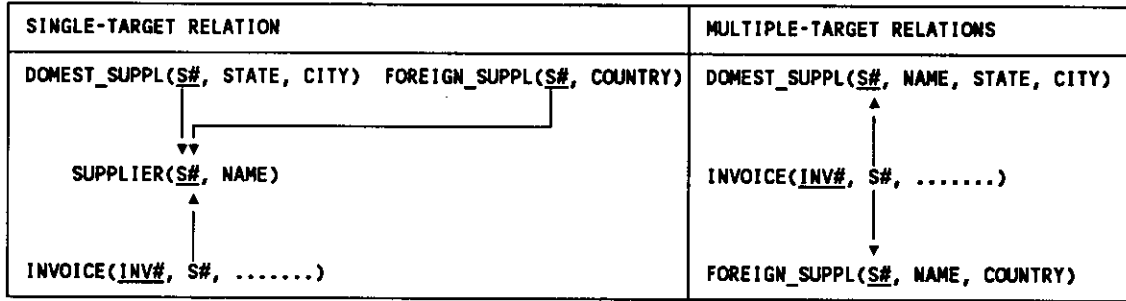 SINGLE-TARGET RELATION
MULTIPLE-TARGET RELATIONS
DOMEST_SUPPL(S#, STATE, CITY) FOREIGN_SUPPL(S#, COUNTRY)
SUPPLIER(S#, NAME)
INVOICE(INV#, S#, .......)
DOMEST_SUPPL(S#, NAME, STATE, CITY)
INVOICE(INV#, S#, .......)
FOREIGN_SUPPL(S#, NAME, COUNTRY)